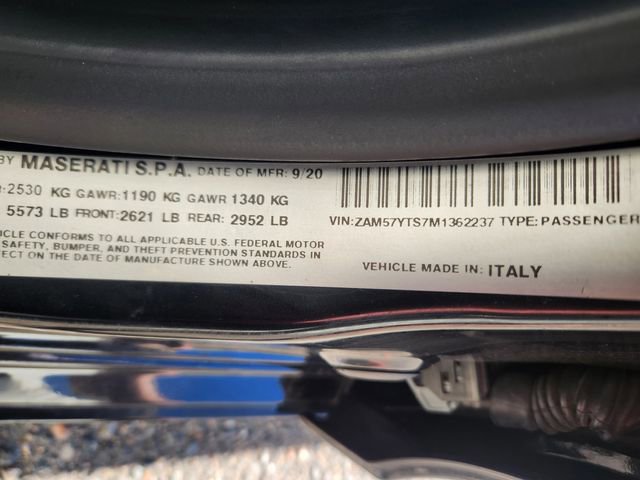 BY MASERATI S.P.A. DATE OF MFR: 9/20
:2530 KG GAWR:1190 KG GAWR 1340 KG
5573 LB FRONT:2621 LB REAR: 2952 LB
VIN:ZAM57YTS7M1362237 TYPE:PASSENGER
CLE CONFORMS TO ALL APPLICABLE U.S. FEDERAL MOTOR
SAFETY, BUMPER, AND THEFT PREVENTION STANDARDS IN
ECT ON THE DATE OF MANUFACTURE SHOWN ABOVE.
VEHICLE MADE IN: ITALY